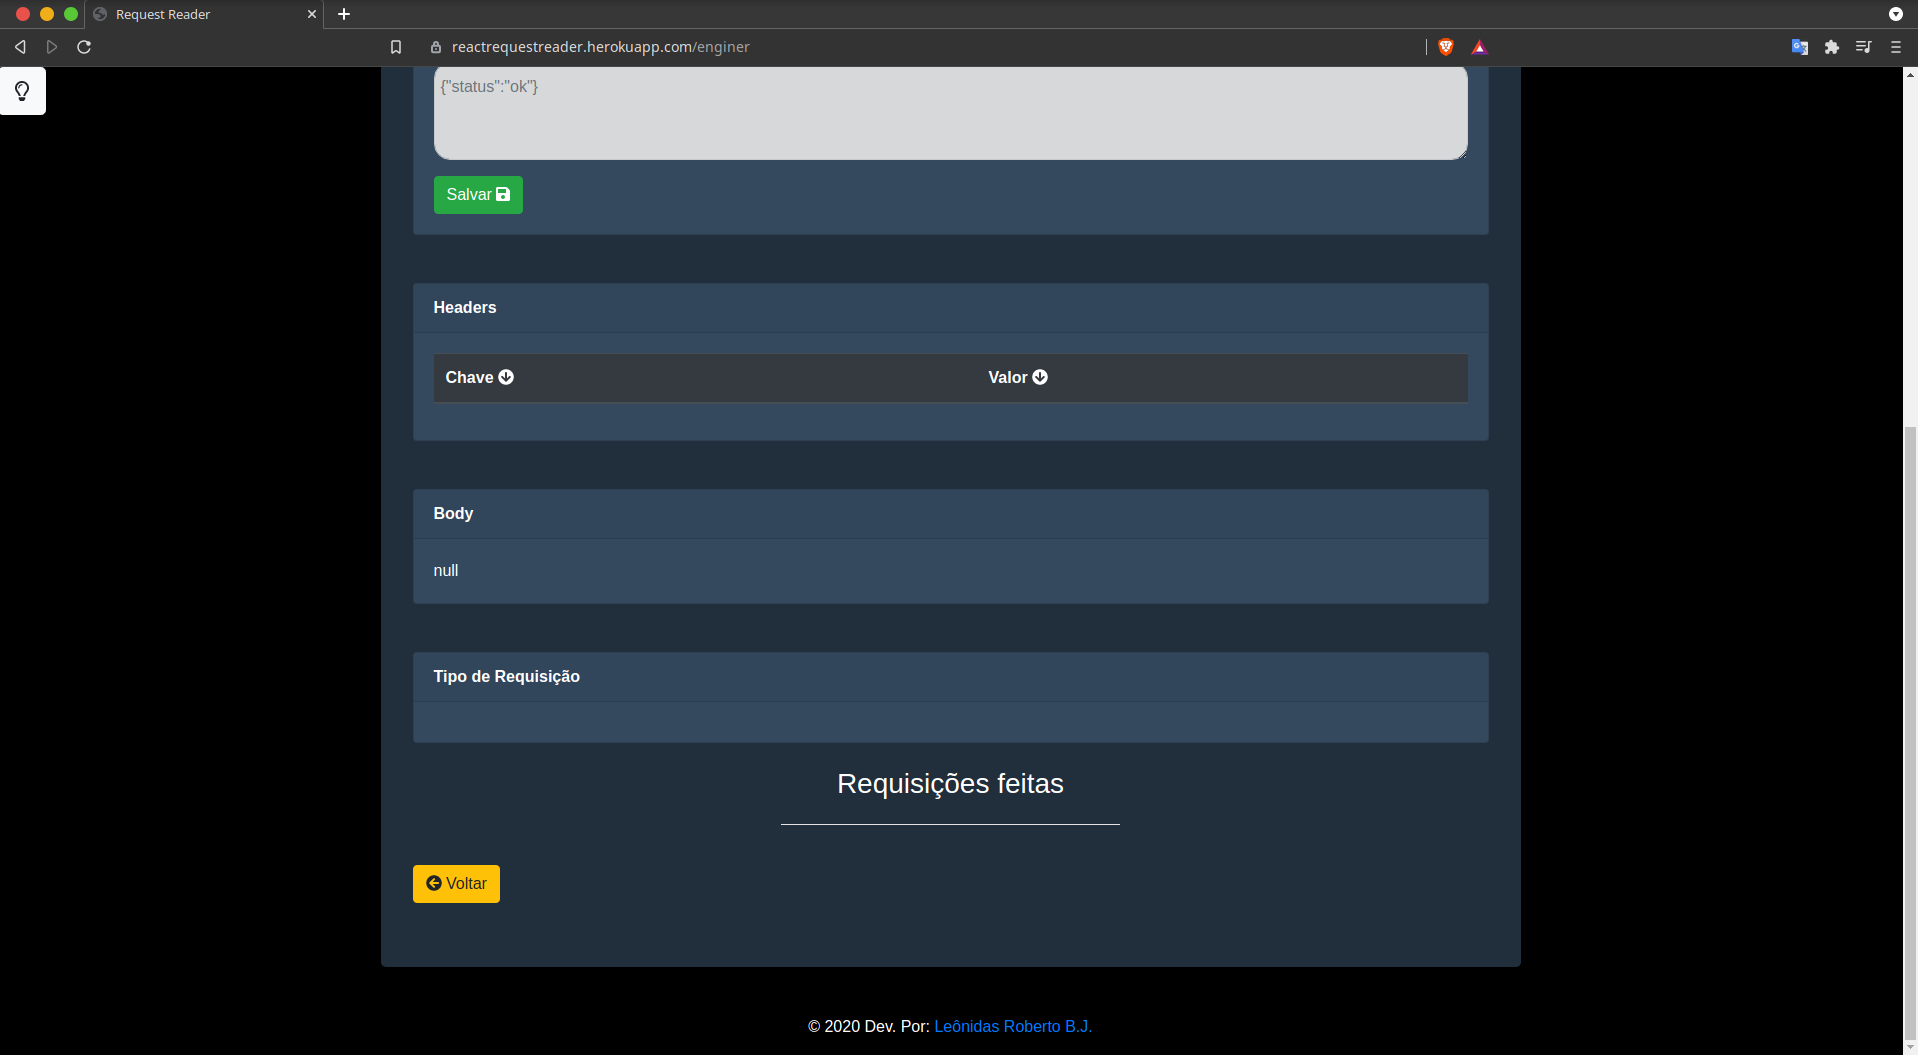 Request Reader
reactrequestreader.herokuapp.com/enginer
{"status":"ok"}
Salvar
Headers
Chave Valor
Body
null
Tipo de Requisição
Requisições feitas
Voltar
© 2020 Dev. Por: Leônidas Roberto B.J.